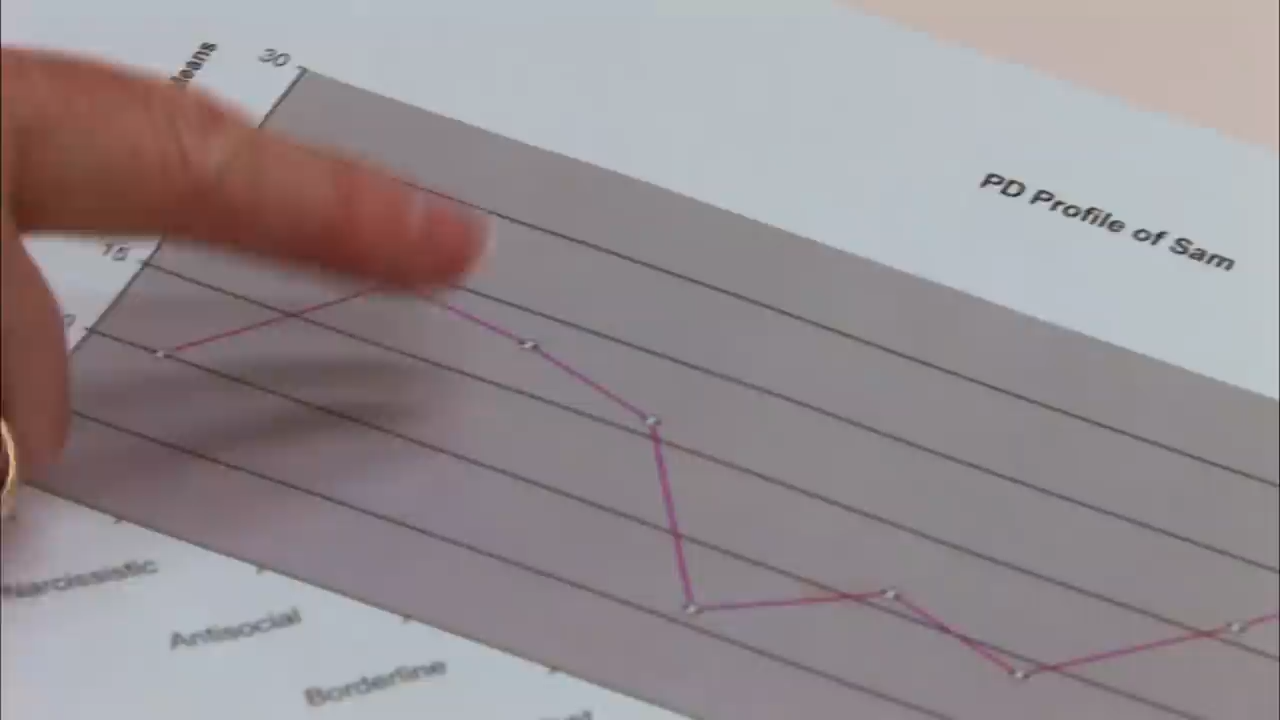 PD Profile of Sam
30
15
Narcissistic
Antisocial
Borderline